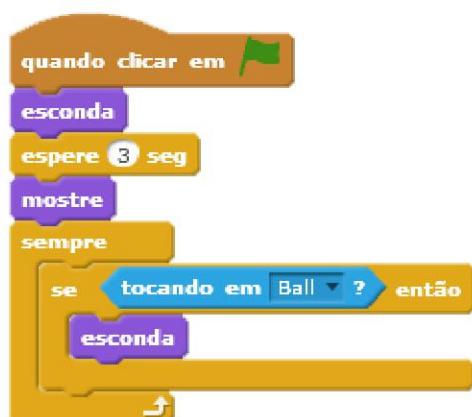 quando clicar em
esconda
espere 3 seg
mostre
sempre
se tocando em Ball ? então
esconda